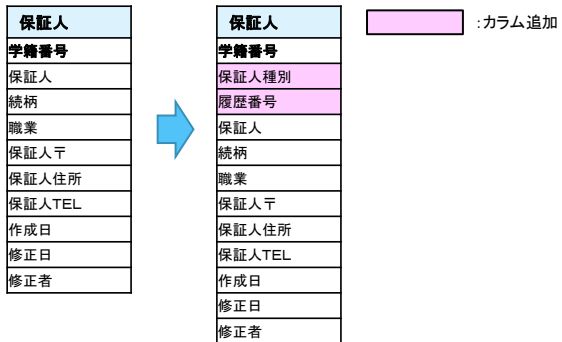 保証人
学籍番号
保証人
続柄
職業
保証人〒
保証人住所
保証人TEL
作成日
修正日
修正者
保証人
学籍番号
保証人種別
履歴番号
保証人
続柄
職業
保証人〒
保証人住所
保証人TEL
作成日
修正日
修正者
:カラム追加